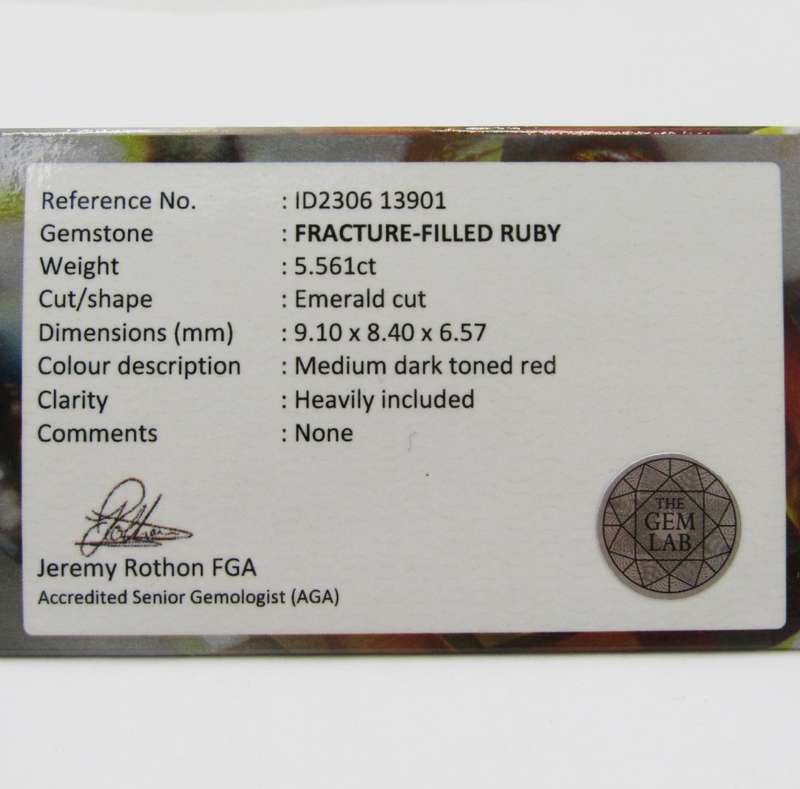 Reference No. : ID2306 13901
Gemstone : FRACTURE-FILLED RUBY
Weight : 5.561ct
Cut/shape : Emerald cut
Dimensions (mm) : 9.10 x 8.40 x 6.57
Colour description : Medium dark toned red
Clarity : Heavily included
Comments : None
Jeremy Rothon FGA
Accredited Senior Gemologist (AGA)
THE
GEM
LAB